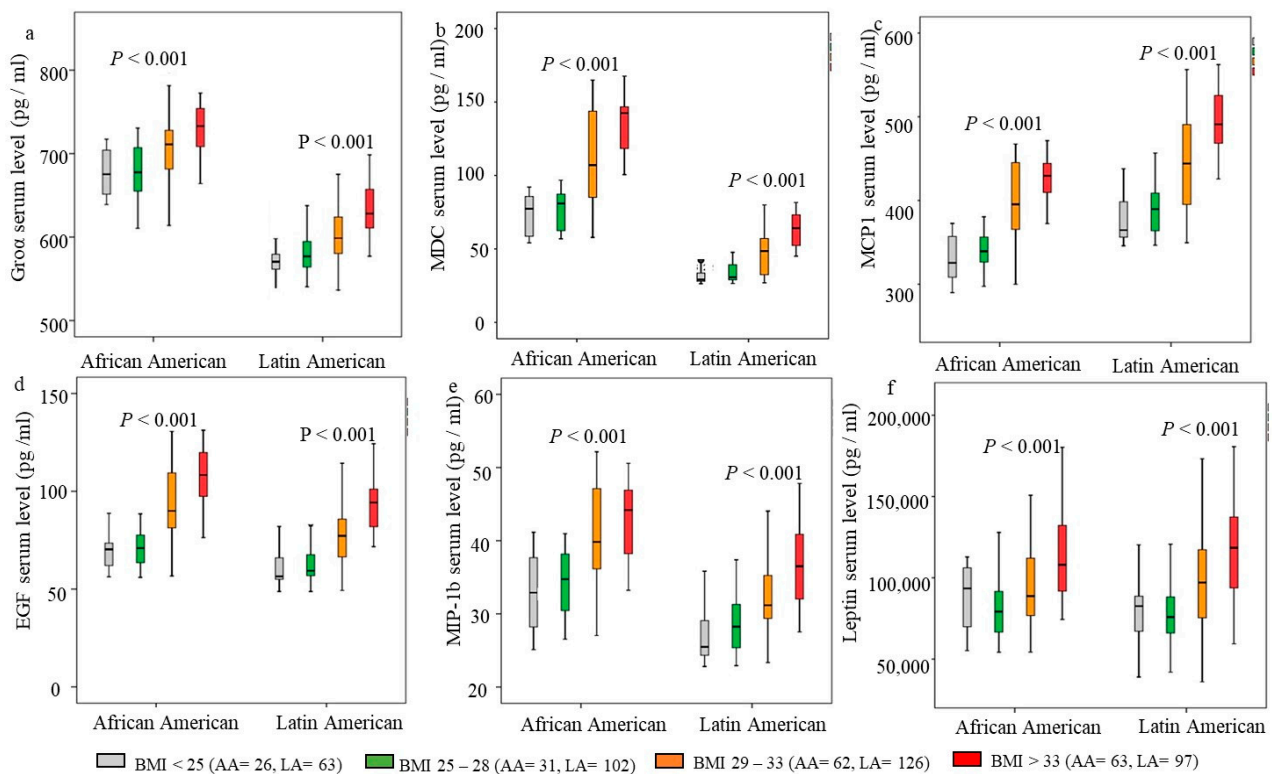 a
Groα serum level (pg / ml)
800
700
600
500
P < 0.001
P < 0.001
African American
Latin American
b
MDC serum level (pg / ml)
200
150
100
50
0
P < 0.001
P < 0.001
African American
Latin American
c
MCP1 serum level (pg / ml)
600
500
400
300
P < 0.001
P < 0.001
African American
Latin American
d
EGF serum level (pg /ml)
150
100
50
0
P < 0.001
P < 0.001
African American
Latin American
e
MIP-1b serum level (pg / ml)
60
50
40
30
20
P < 0.001
P < 0.001
African American
Latin American
f
Leptin serum level (pg / ml)
200,000
150,000
100,000
50,000
P < 0.001
P < 0.001
African American
Latin American
BMI < 25 (AA= 26, LA= 63)
BMI 25 – 28 (AA= 31, LA= 102)
BMI 29 – 33 (AA= 62, LA= 126)
BMI > 33 (AA= 63, LA= 97)